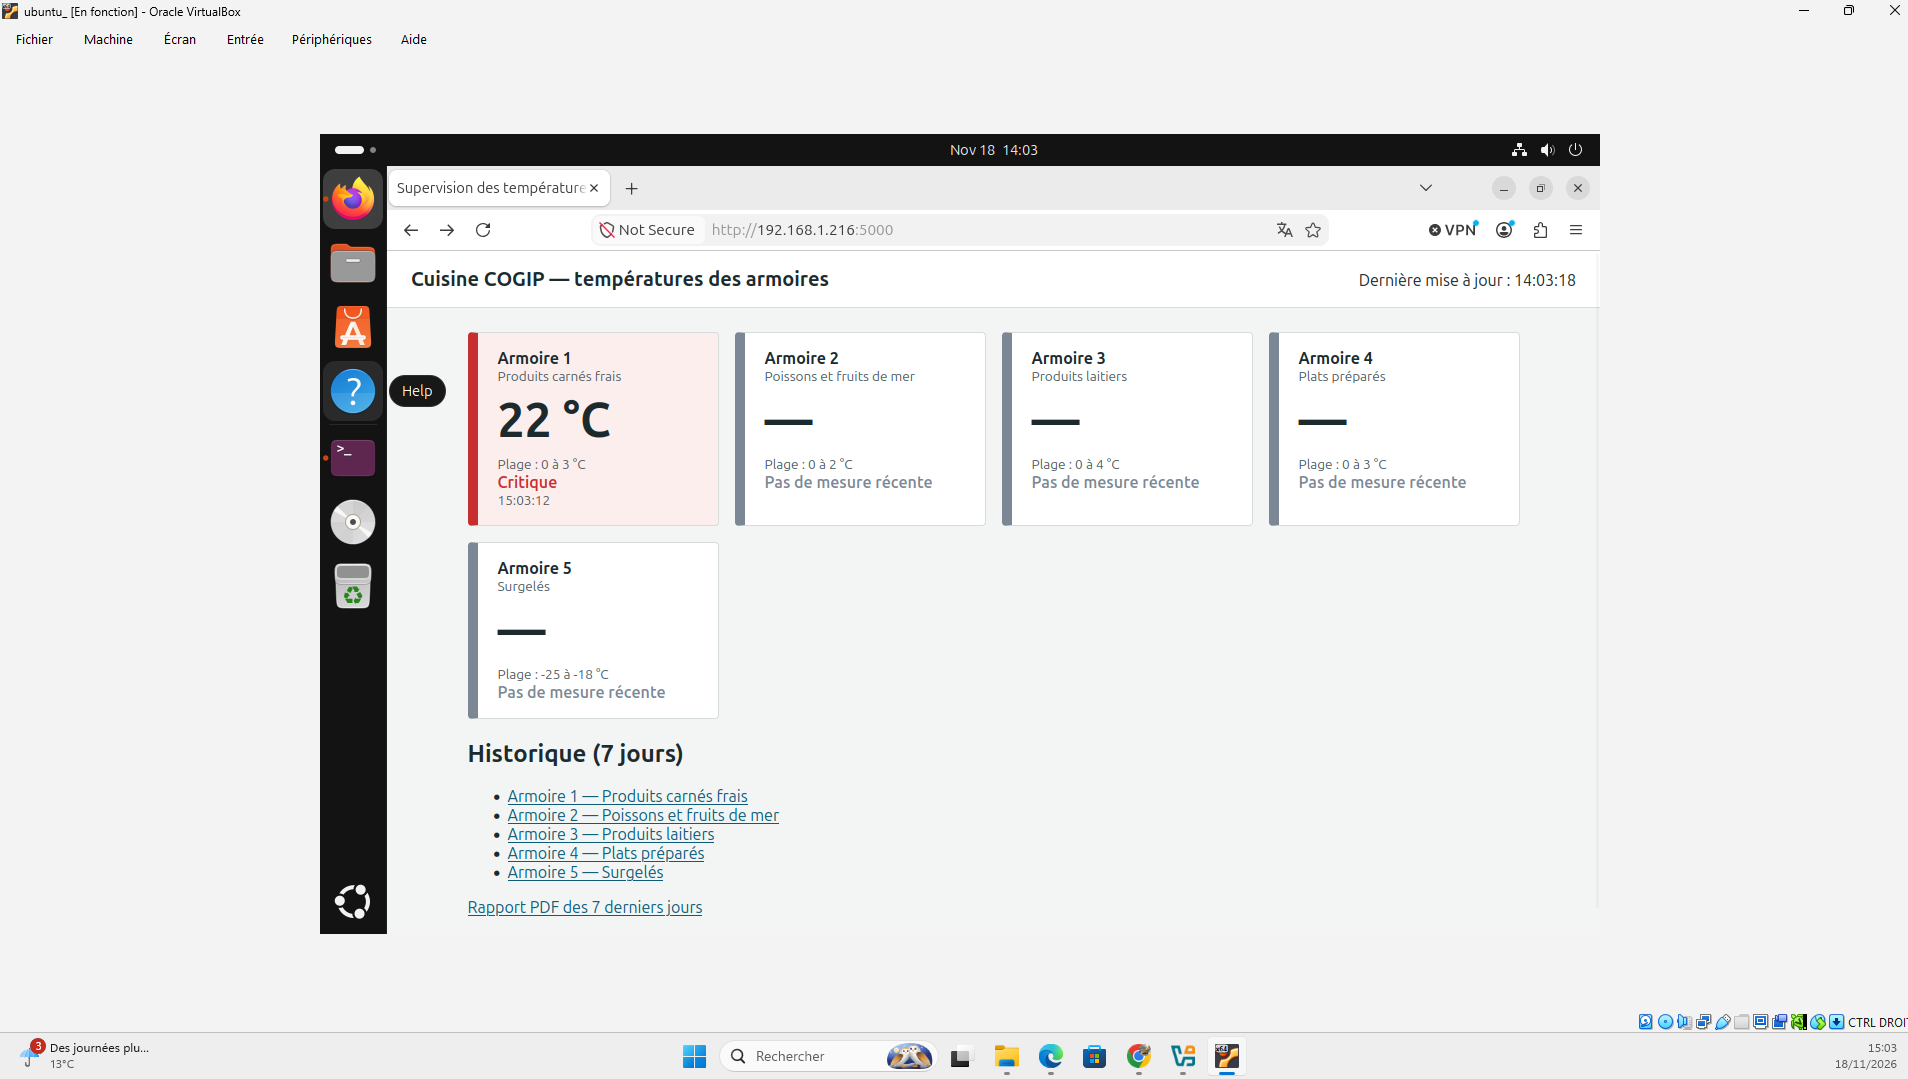 ubuntu_ [En fonction] - Oracle VirtualBox
Fichier Machine Écran Entrée Périphériques Aide
Nov 18 14:03
Supervision des température
Not Secure http://192.168.1.216:5000 VPN
Cuisine COGIP — températures des armoires
Dernière mise à jour : 14:03:18
Help
Armoire 1
Produits carnés frais
22 °C
Plage : 0 à 3 °C
Critique
15:03:12
Armoire 2
Poissons et fruits de mer
—
Plage : 0 à 2 °C
Pas de mesure récente
Armoire 3
Produits laitiers
—
Plage : 0 à 4 °C
Pas de mesure récente
Armoire 4
Plats préparés
—
Plage : 0 à 3 °C
Pas de mesure récente
Armoire 5
Surgelés
—
Plage : -25 à -18 °C
Pas de mesure récente
Historique (7 jours)
• Armoire 1 — Produits carnés frais
• Armoire 2 — Poissons et fruits de mer
• Armoire 3 — Produits laitiers
• Armoire 4 — Plats préparés
• Armoire 5 — Surgelés
Rapport PDF des 7 derniers jours
CTRL DROI
3
Des journées plu...
13°C
Rechercher
x64
15:03
18/11/2026